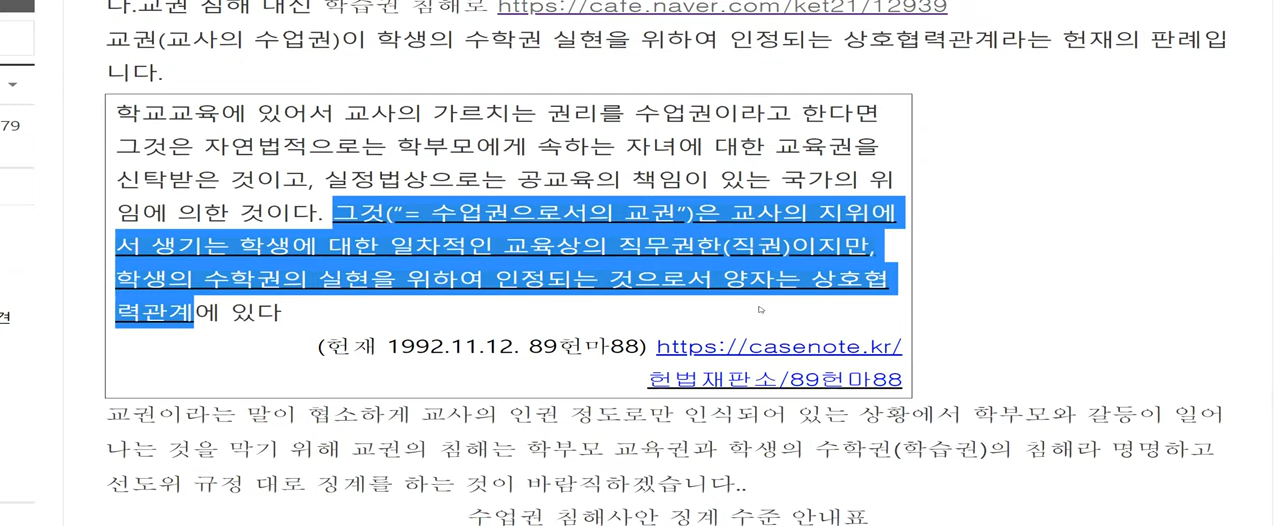 다.교권 침해 대신 학습권 침해로 https://cafe.naver.com/ket21/12939
교권(교사의 수업권)이 학생의 수학권 실현을 위하여 인정되는 상호협력관계라는 헌재의 판례입
니다.
79
학교교육에 있어서 교사의 가르치는 권리를 수업권이라고 한다면
그것은 자연법적으로는 학부모에게 속하는 자녀에 대한 교육권을
신탁받은 것이고, 실정법상으로는 공교육의 책임이 있는 국가의 위
임에 의한 것이다. 그것(“= 수업권으로서의 교권”)은 교사의 지위에
서 생기는 학생에 대한 일차적인 교육상의 직무권한(직권)이지만,
학생의 수학권의 실현을 위하여 인정되는 것으로서 양자는 상호협
력관계에 있다
견
(헌재 1992.11.12. 89헌마88) https://casenote.kr/
헌법재판소/89헌마88
교권이라는 말이 협소하게 교사의 인권 정도로만 인식되어 있는 상황에서 학부모와 갈등이 일어
나는 것을 막기 위해 교권의 침해는 학부모 교육권과 학생의 수학권(학습권)의 침해라 명명하고
선도위 규정 대로 징계를 하는 것이 바람직하겠습니다..
수업권 침해사안 징계 수준 안내표